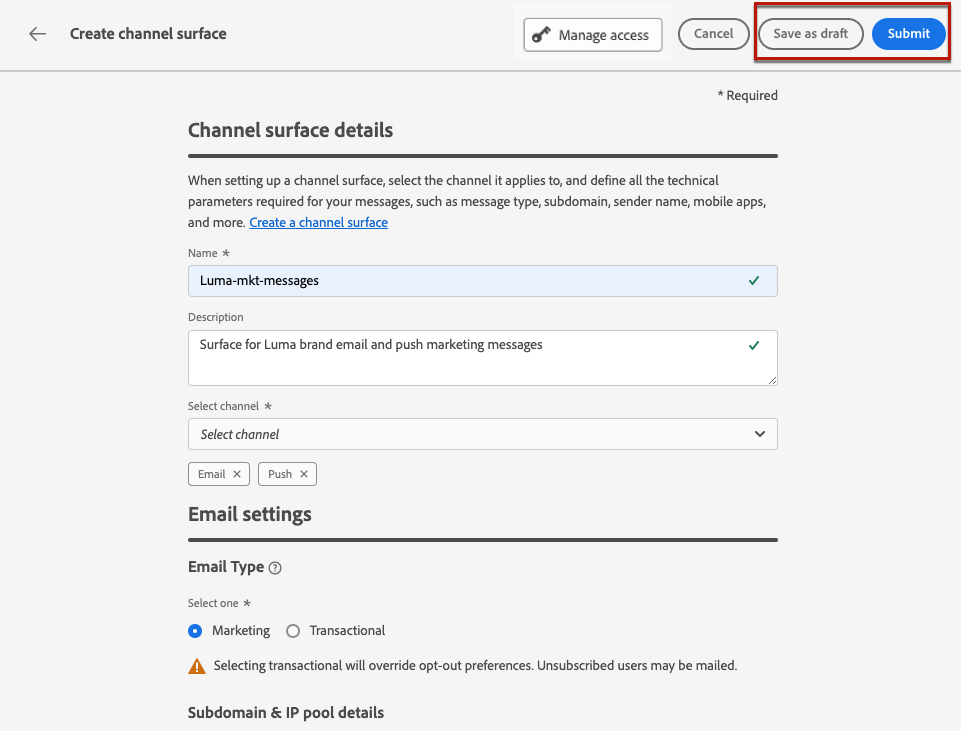 Create channel surface
Manage access
Cancel
Save as draft
Submit
* Required
Channel surface details
When setting up a channel surface, select the channel it applies to, and define all the technical
parameters required for your messages, such as message type, subdomain, sender name, mobile apps,
and more. Create a channel surface
Name *
Luma-mkt-messages
Description
Surface for Luma brand email and push marketing messages
Select channel *
Select channel
Email ×
Push ×
Email settings
Email Type ?
Select one *
Marketing
Transactional
Selecting transactional will override opt-out preferences. Unsubscribed users may be mailed.
Subdomain & IP pool details